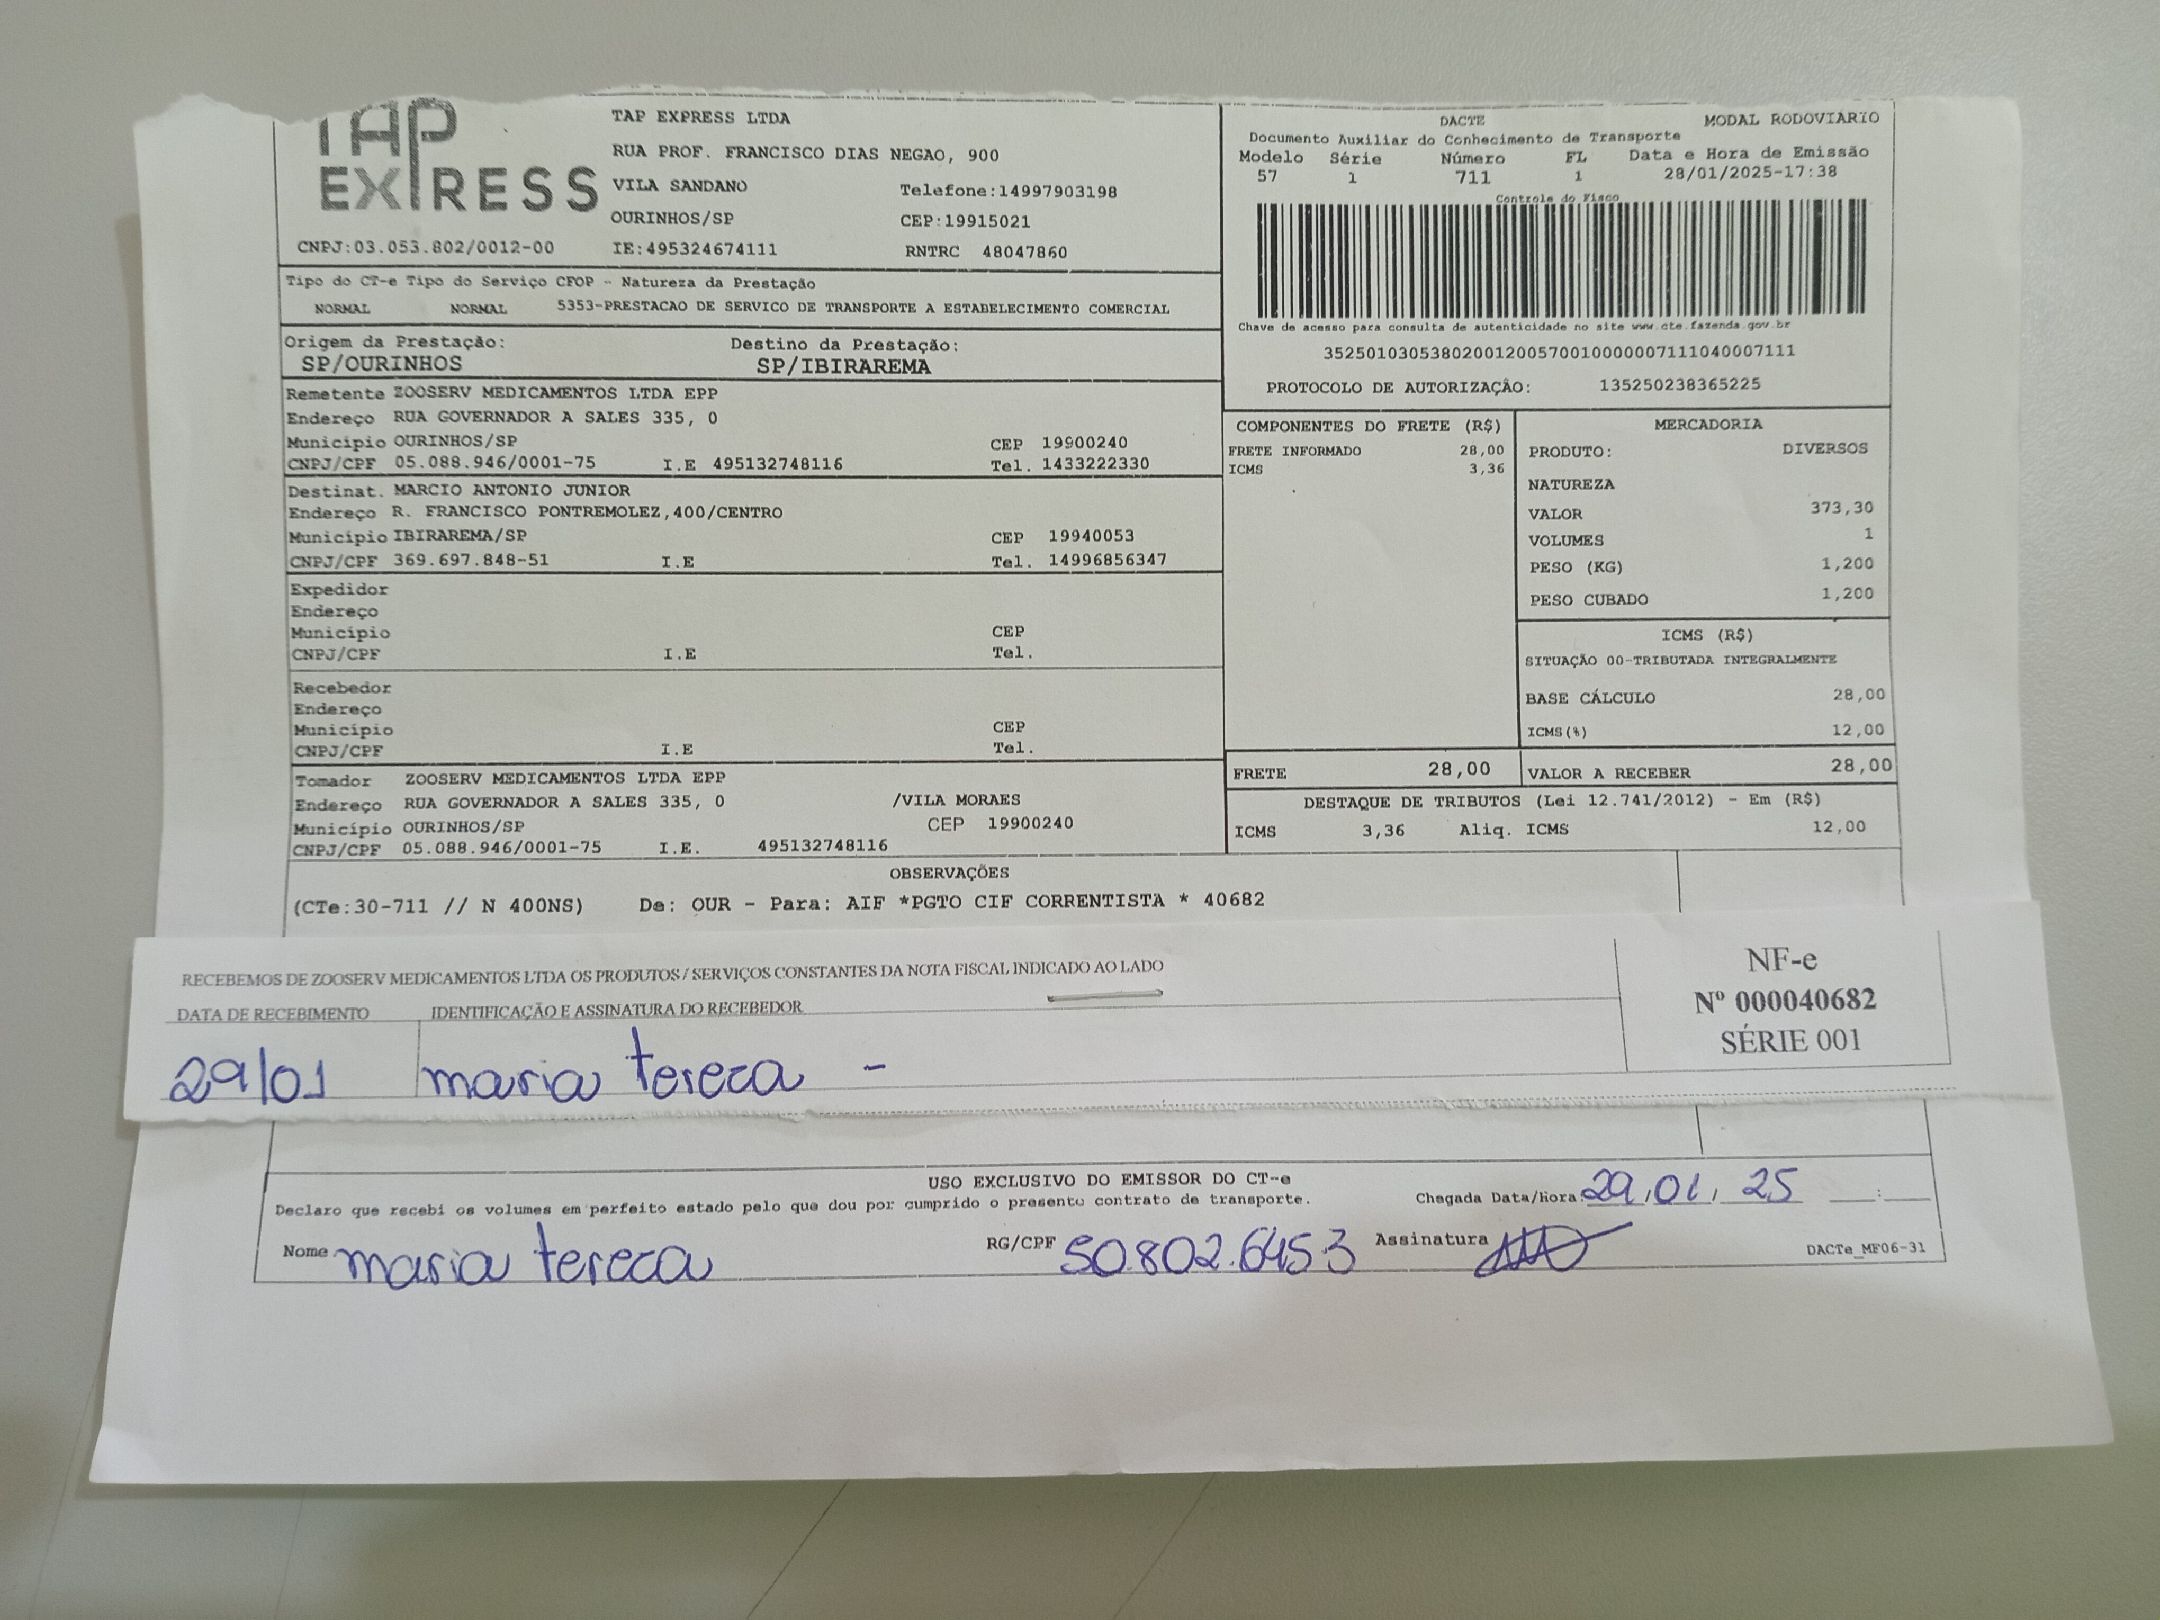 TAP
EXPRESS
CNPJ:03.053.802/0012-00
TAP EXPRESS LTDA
RUA PROF. FRANCISCO DIAS NEGAO, 900
VILA SANDANO Telefone:14997903198
OURINHOS/SP CEP:19915021
IE:495324674111 RNTRC 48047860
DACTE MODAL RODOVIARIO
Documento Auxiliar do Conhecimento de Transporte
Modelo Série Número FL Data e Hora de Emissão
57 1 711 1 28/01/2025-17:38
Controle do Fisco
Chave de acesso para consulta de autenticidade no site www.cte.fazenda.gov.br
35250103053802001200570010000007111040007111
PROTOCOLO DE AUTORIZAÇÃO: 135250238365225
Tipo do CT-e Tipo do Serviço CFOP - Natureza da Prestação
NORMAL NORMAL 5353-PRESTACAO DE SERVICO DE TRANSPORTE A ESTABELECIMENTO COMERCIAL
Origem da Prestação: Destino da Prestação:
SP/OURINHOS SP/IBIRAREMA
Remetente ZOOSERV MEDICAMENTOS LTDA EPP
Endereço RUA GOVERNADOR A SALES 335, 0
Município OURINHOS/SP CEP 19900240
CNPJ/CPF 05.088.946/0001-75 I.E 495132748116 Tel. 1433222330
Destinat. MARCIO ANTONIO JUNIOR
Endereço R. FRANCISCO PONTREMOLEZ,400/CENTRO
Município IBIRAREMA/SP CEP 19940053
CNPJ/CPF 369.697.848-51 I.E Tel. 14996856347
Expedidor
Endereço
Município CEP
CNPJ/CPF I.E Tel.
Recebedor
Endereço
Município CEP
CNPJ/CPF I.E Tel.
Tomador ZOOSERV MEDICAMENTOS LTDA EPP
Endereço RUA GOVERNADOR A SALES 335, 0 /VILA MORAES
Município OURINHOS/SP CEP 19900240
CNPJ/CPF 05.088.946/0001-75 I.E. 495132748116
COMPONENTES DO FRETE (R$)
FRETE INFORMADO 28,00
ICMS 3,36
MERCADORIA
PRODUTO: DIVERSOS
NATUREZA
VALOR 373,30
VOLUMES 1
PESO (KG) 1,200
PESO CUBADO 1,200
ICMS (R$)
SITUAÇÃO 00-TRIBUTADA INTEGRALMENTE
BASE CÁLCULO 28,00
ICMS(%) 12,00
FRETE 28,00 VALOR A RECEBER 28,00
DESTAQUE DE TRIBUTOS (Lei 12.741/2012) - Em (R$)
ICMS 3,36 Aliq. ICMS 12,00
OBSERVAÇÕES
(CTe:30-711 // N 400NS) De: OUR - Para: AIF *PGTO CIF CORRENTISTA * 40682
RECEBEMOS DE ZOOSERV MEDICAMENTOS LTDA OS PRODUTOS / SERVIÇOS CONSTANTES DA NOTA FISCAL INDICADO AO LADO
DATA DE RECEBIMENTO IDENTIFICAÇÃO E ASSINATURA DO RECEBEDOR
29/01 maria tereza -
NF-e
Nº 000040682
SÉRIE 001
USO EXCLUSIVO DO EMISSOR DO CT-e
Declaro que recebi os volumes em perfeito estado pelo que dou por cumprido o presente contrato de transporte. Chegada Data/Hora: 29/01/25 __:__
Nome maria tereza RG/CPF 50.802.645 3 Assinatura DACTe_MF06-31